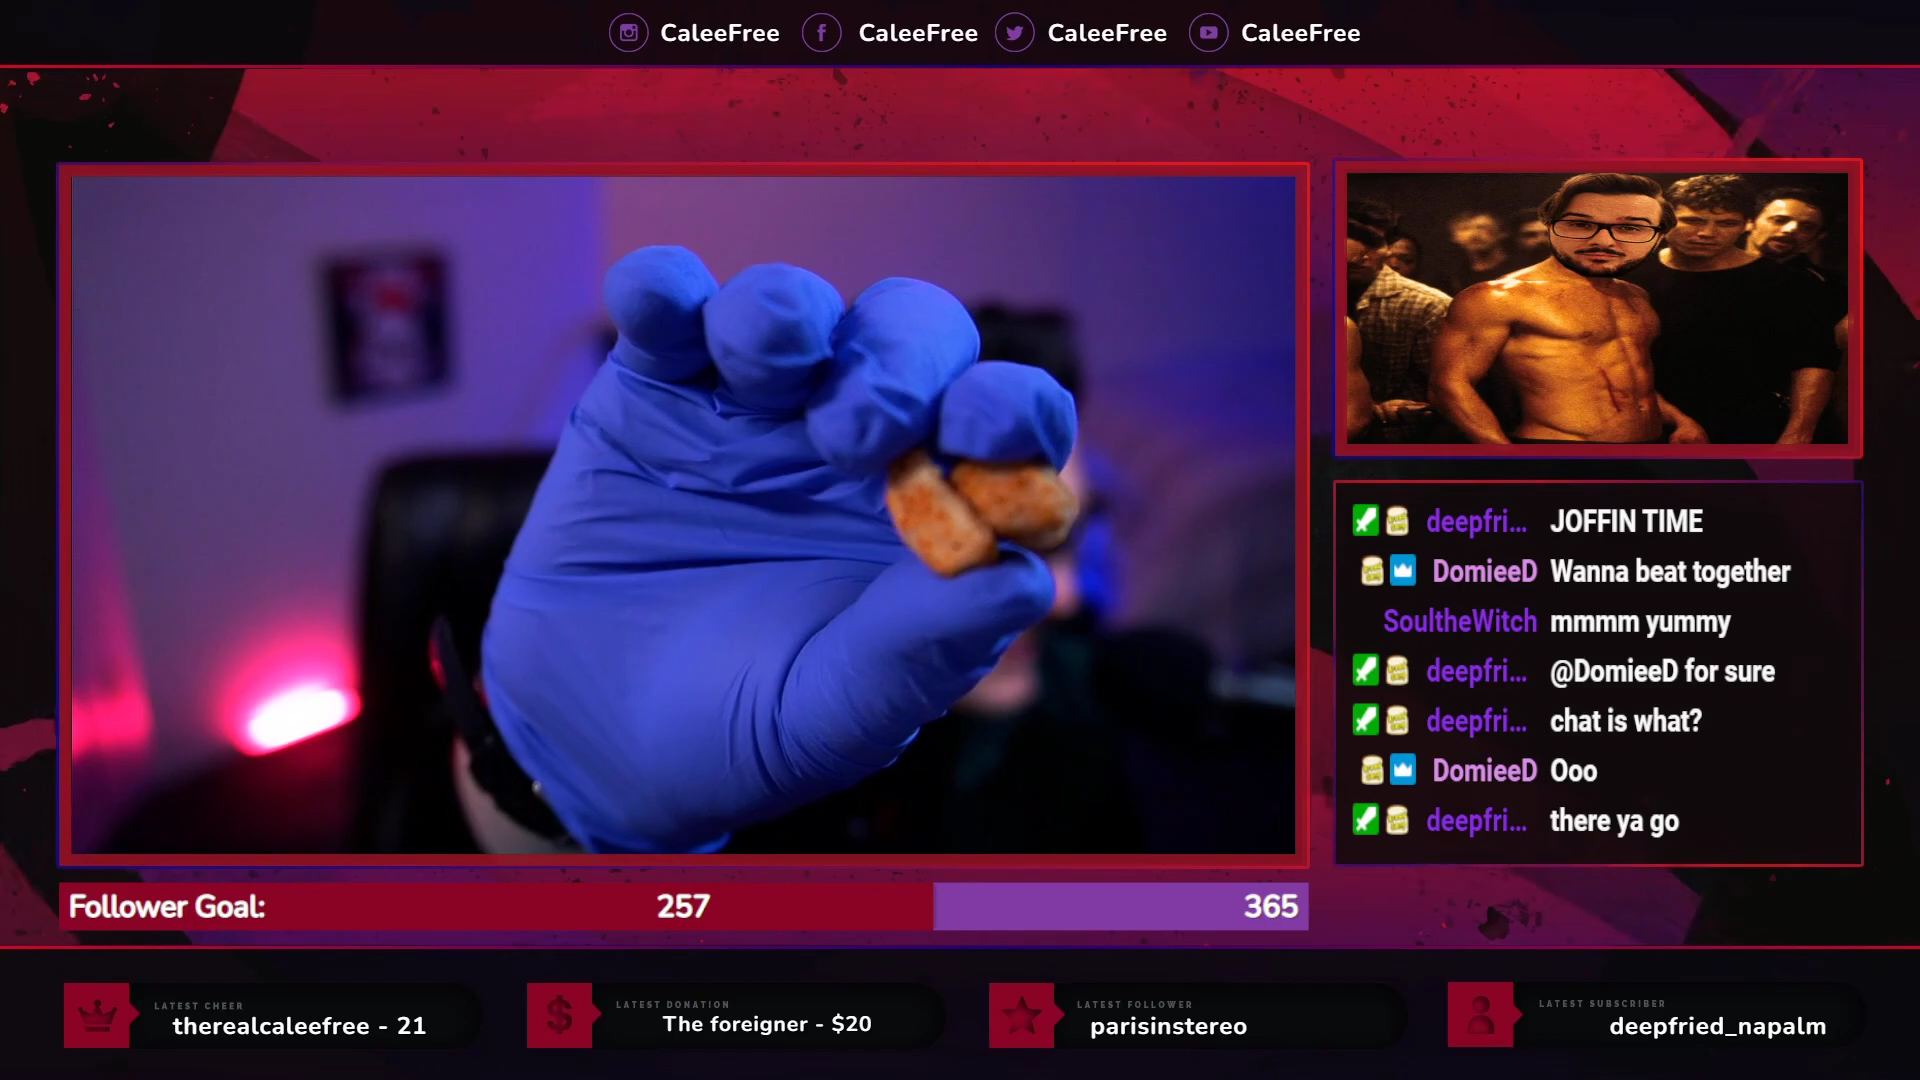 CaleeFree CaleeFree CaleeFree CaleeFree
deepfri... JOFFIN TIME
DomieeD Wanna beat together
SoultheWitch mmmm yummy
deepfri... @DomieeD for sure
deepfri... chat is what?
DomieeD Ooo
deepfri... there ya go
Follower Goal: 257 365
LATEST CHEER
therealcaleefree - 21
LATEST DONATION
The foreigner - $20
LATEST FOLLOWER
parisinstereo
LATEST SUBSCRIBER
deepfried_napalm